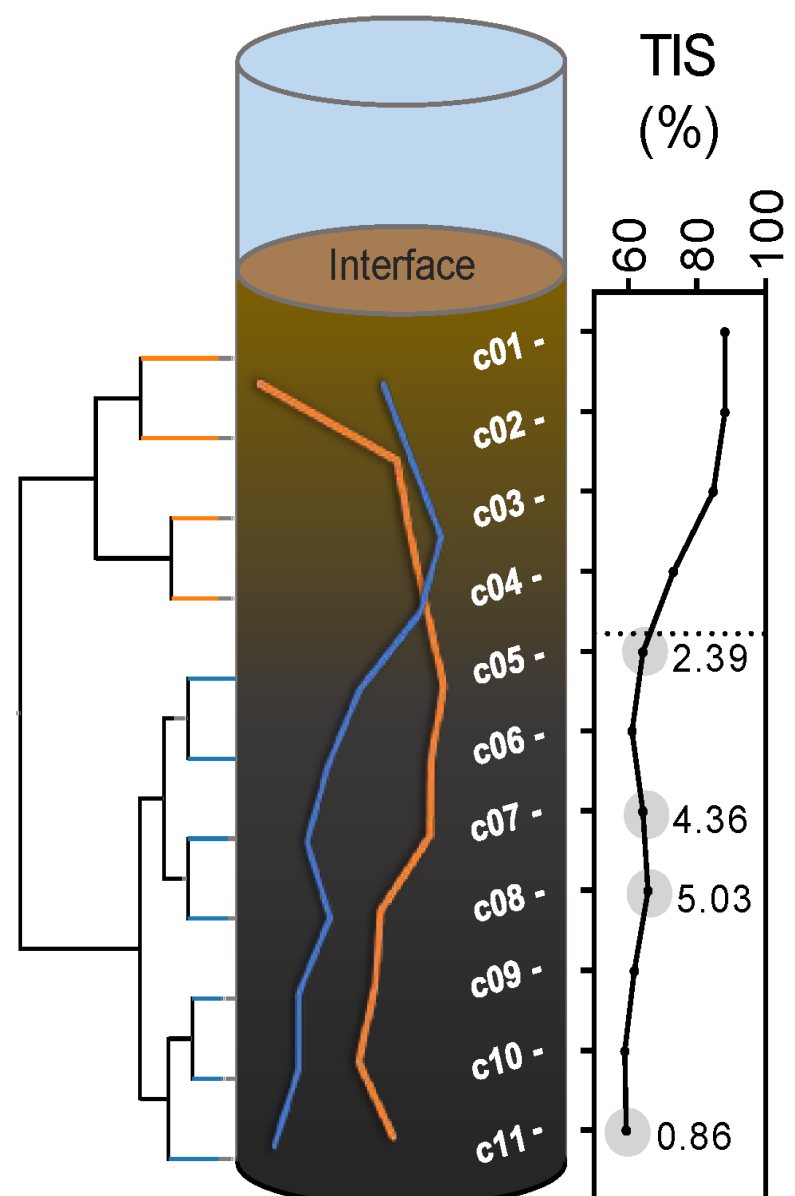 TIS
(%)
60
80
100
Interface
c01 -
c02 -
c03 -
c04 -
c05 -
2.39
c06 -
c07 -
4.36
c08 -
5.03
c09 -
c10 -
c11 -
0.86